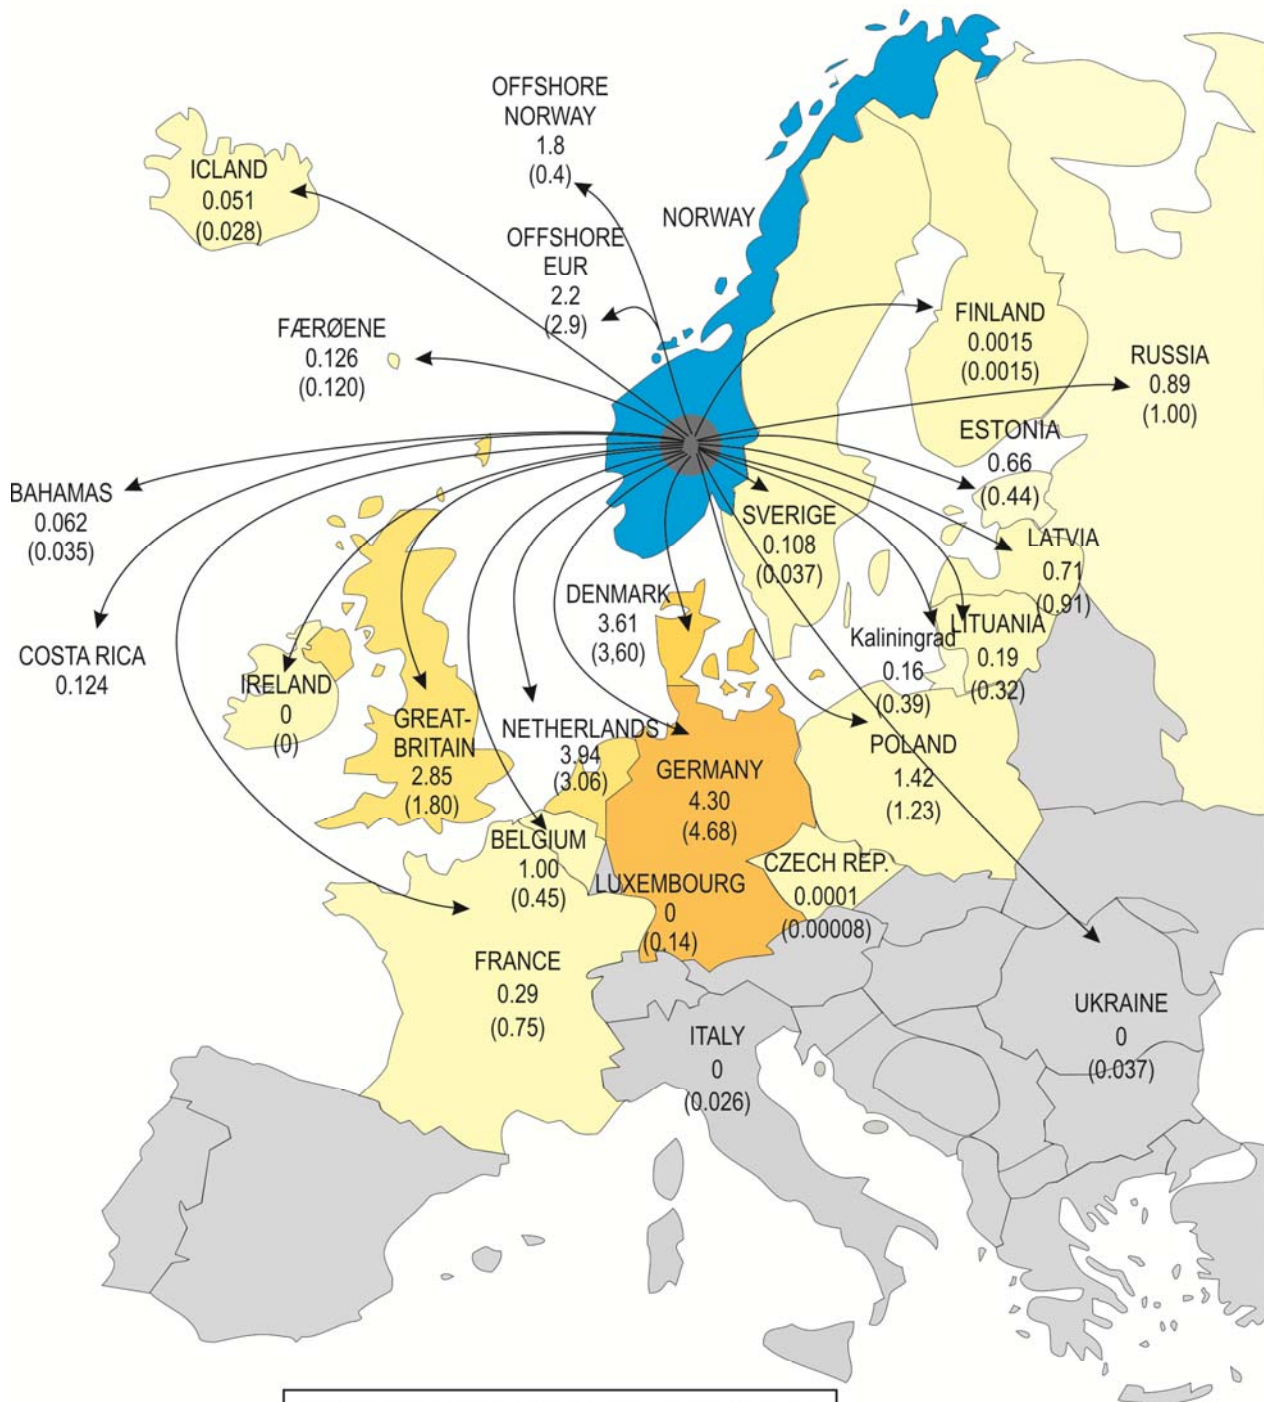 OFFSHORE
NORWAY
1.8
(0.4)
ICLAND
0.051
(0.028)
NORWAY
OFFSHORE
EUR
2.2
(2.9)
FÆRØENE
0.126
(0.120)
FINLAND
0.0015
(0.0015)
RUSSIA
0.89
(1.00)
ESTONIA
0.66
(0.44)
BAHAMAS
0.062
(0.035)
SVERIGE
0.108
(0.037)
LATVIA
0.71
(0.91)
DENMARK
3.61
(3,60)
Kaliningrad
0.16
(0.39)
LITUANIA
0.19
(0.32)
COSTA RICA
0.124
IRELAND
0
(0)
GREAT-
BRITAIN
2.85
(1.80)
NETHERLANDS
3.94
(3.06)
GERMANY
4.30
(4.68)
POLAND
1.42
(1.23)
BELGIUM
1.00
(0.45)
LUXEMBOURG
0
(0.14)
CZECH REP.
0.0001
(0.00008)
FRANCE
0.29
(0.75)
ITALY
0
(0.026)
UKRAINE
0
(0.037)